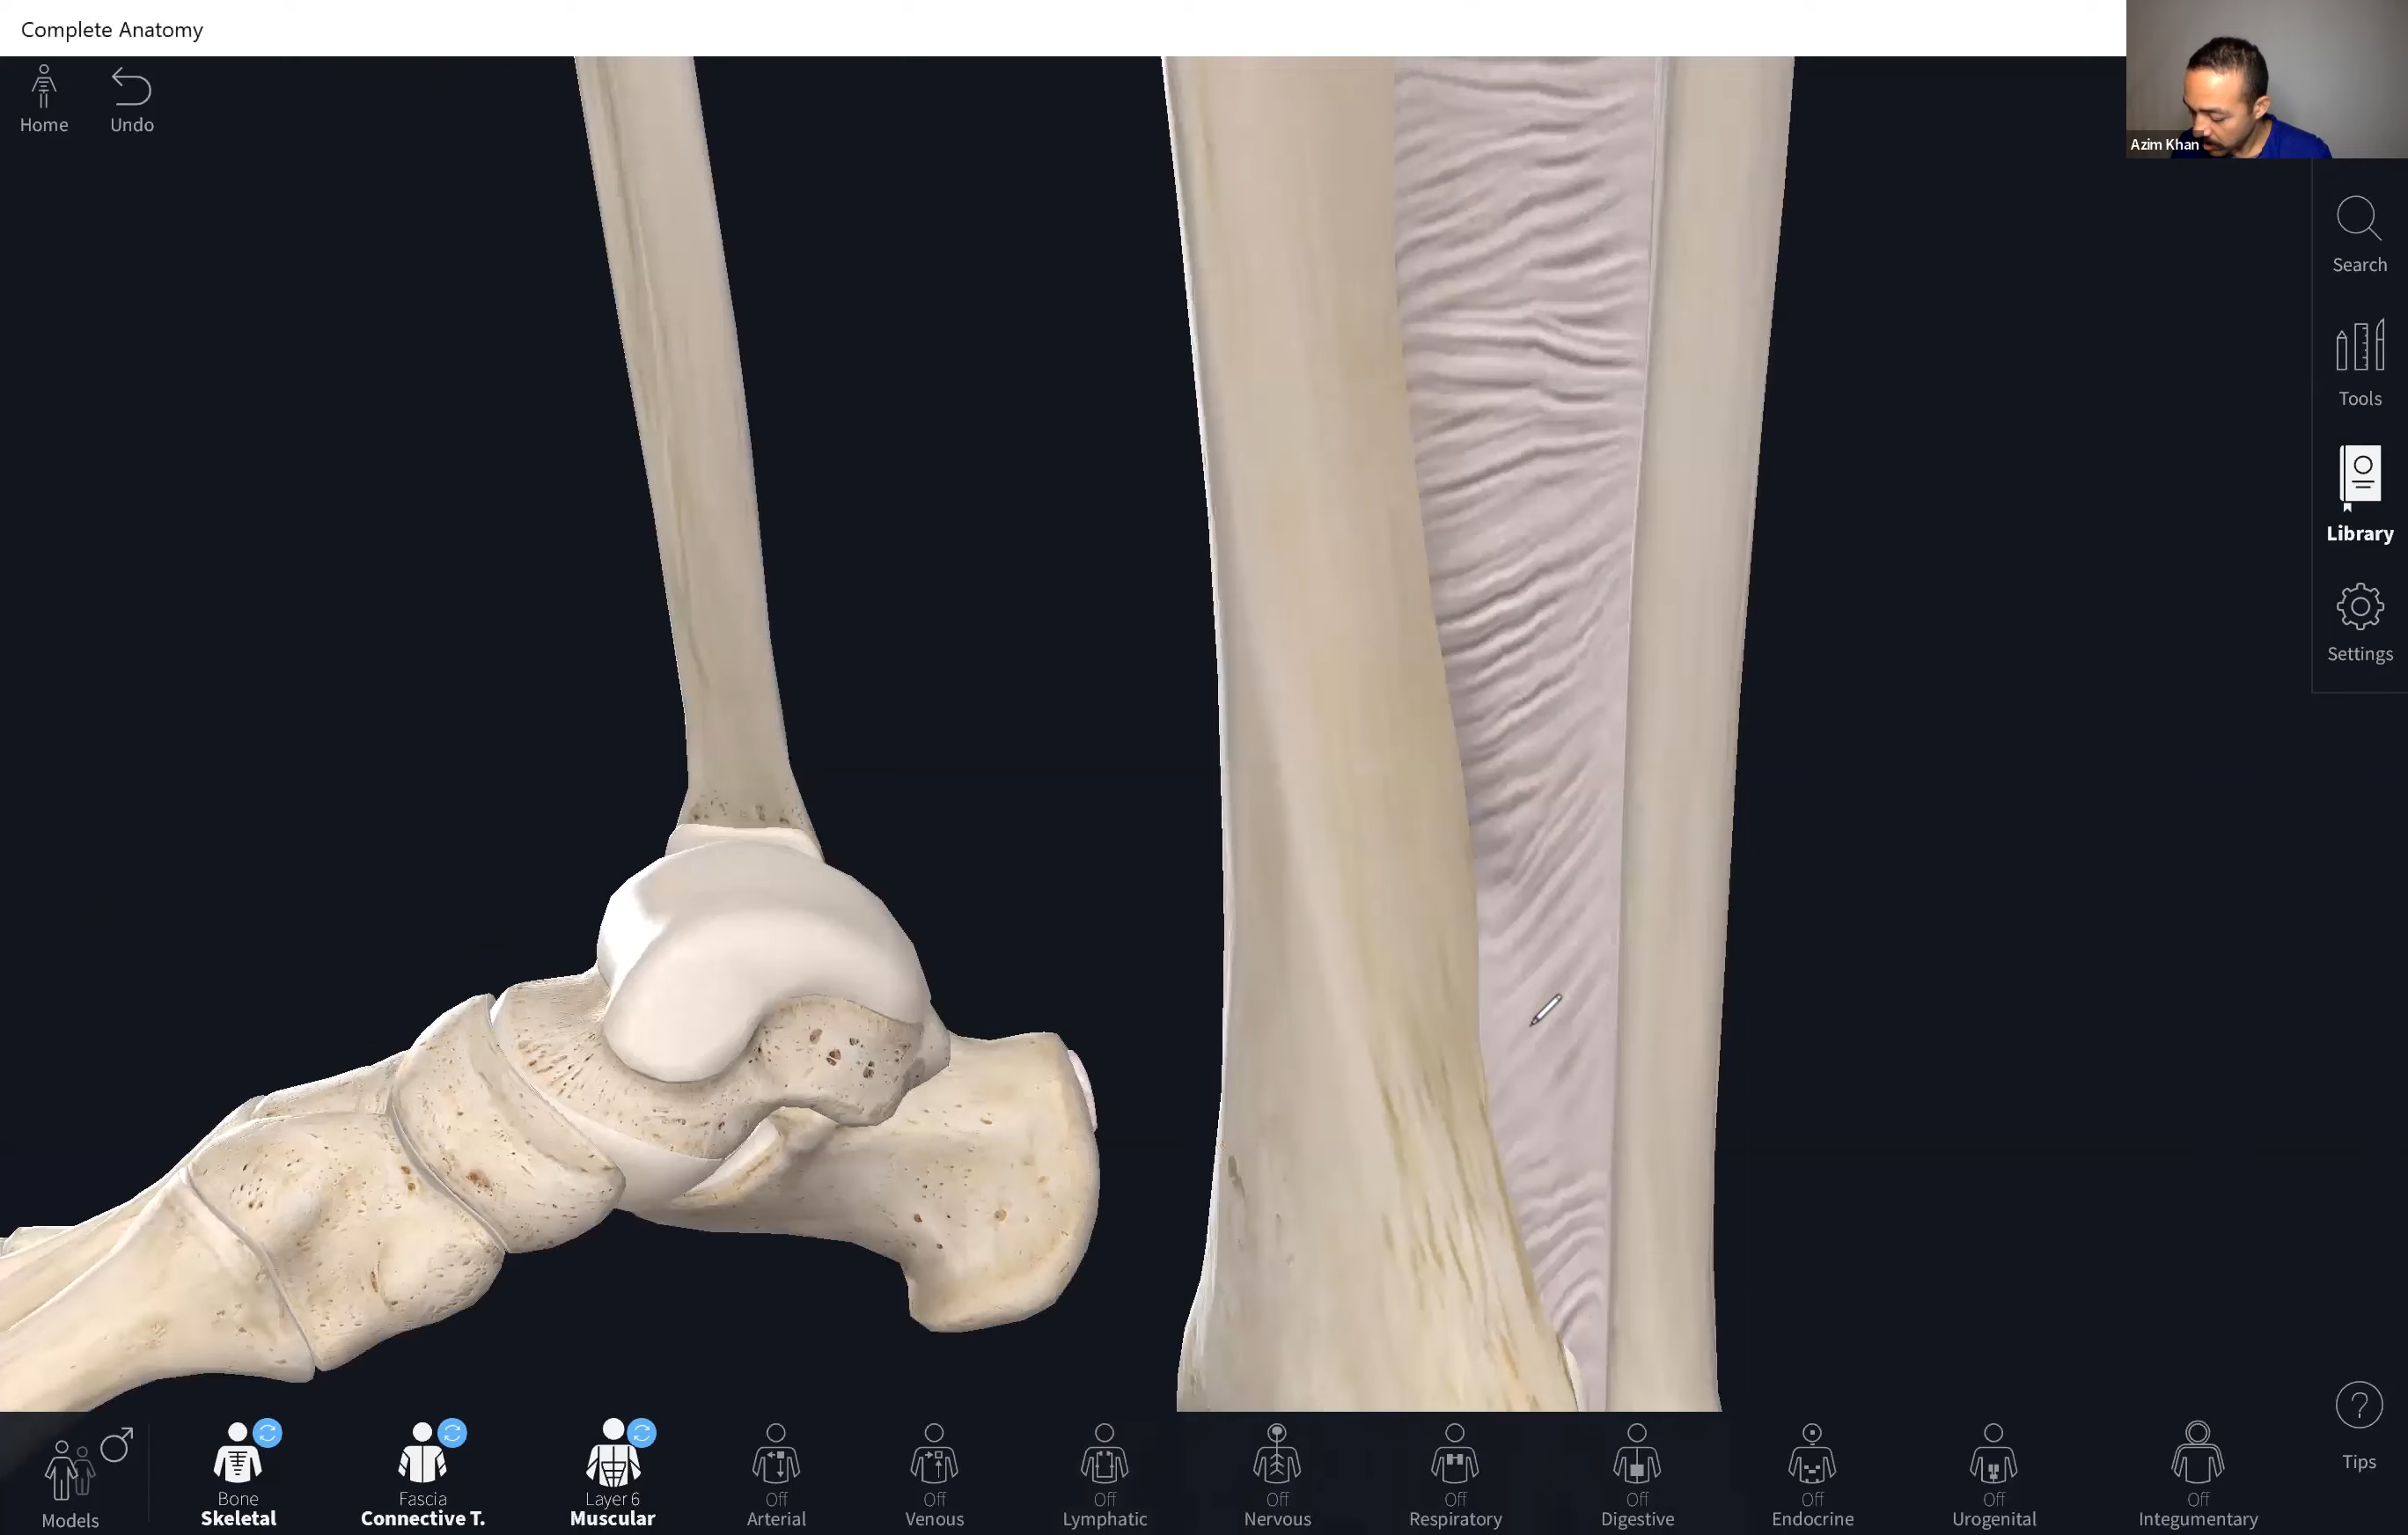 Complete Anatomy
Home
Undo
Azim Khan
Search
Tools
Library
Settings
?
Tips
Models
Bone
Skeletal
Fascia
Connective T.
Layer 6
Muscular
Off
Arterial
Off
Venous
Off
Lymphatic
Off
Nervous
Off
Respiratory
Off
Digestive
Off
Endocrine
Off
Urogenital
Off
Integumentary